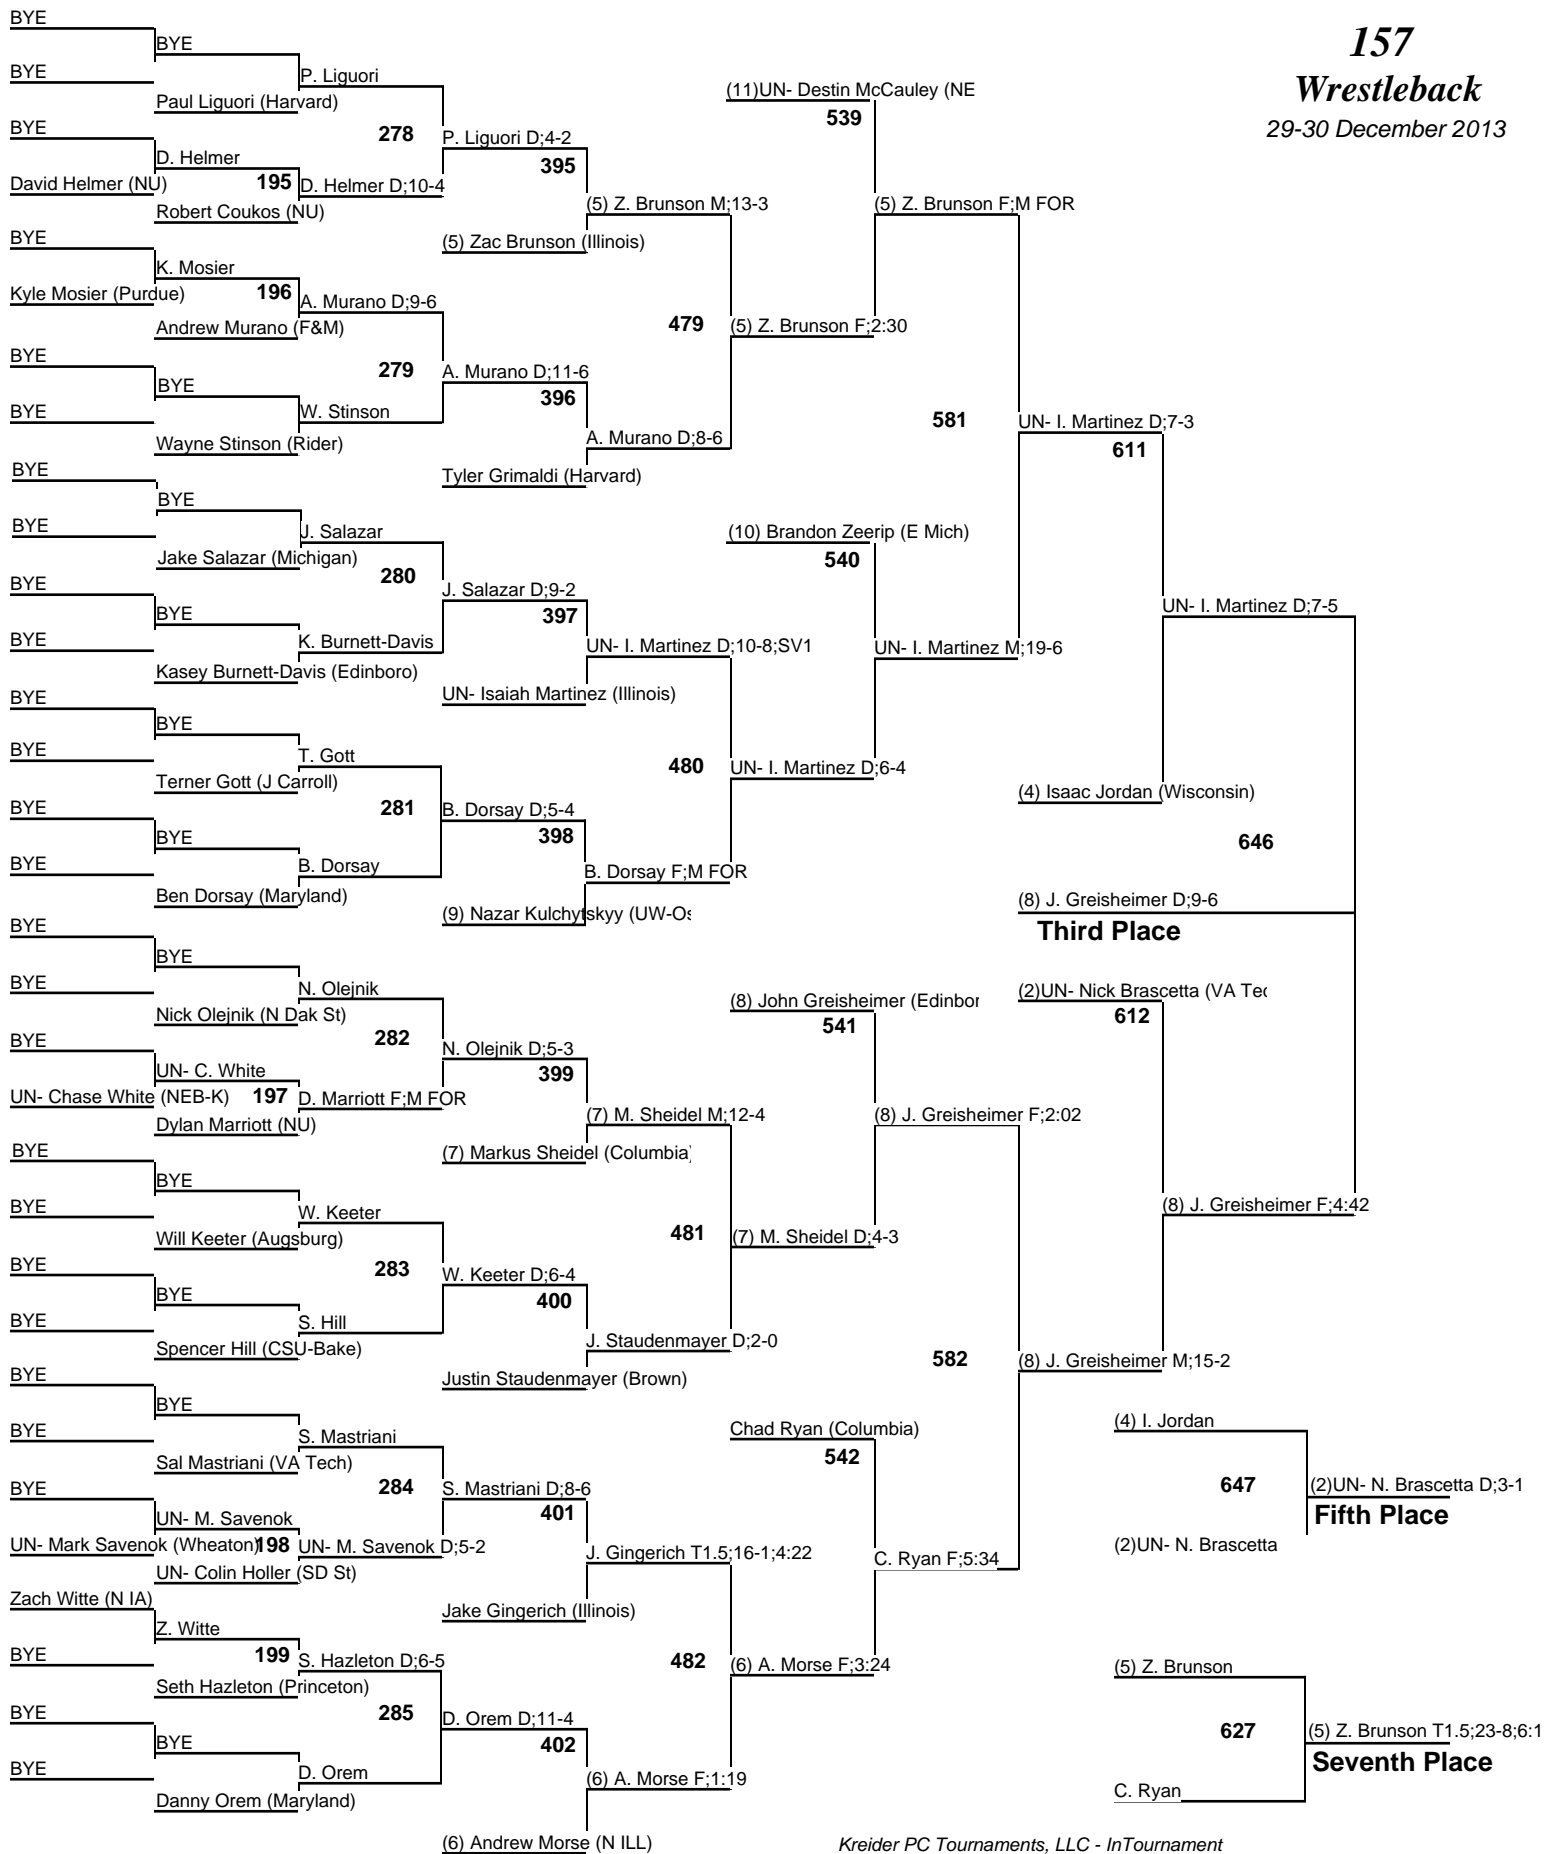 157
Wrestleback
29-30 December 2013
BYE
BYE
BYE
P. Liguori
Paul Liguori (Harvard)
278
BYE
P. Liguori D;4-2
D. Helmer
395
David Helmer (NU)
195
D. Helmer D;10-4
Robert Coukos (NU)
(5) Z. Brunson M;13-3
(5) Zac Brunson (Illinois)
BYE
K. Mosier
Kyle Mosier (Purdue)
196
A. Murano D;9-6
Andrew Murano (F&M)
479
(5) Z. Brunson F;2:30
BYE
279
A. Murano D;11-6
BYE
396
BYE
W. Stinson
A. Murano D;8-6
Wayne Stinson (Rider)
Tyler Grimaldi (Harvard)
(11)UN- Destin McCauley (NE
539
(5) Z. Brunson F;M FOR
581
UN- I. Martinez D;7-3
611
BYE
BYE
BYE
J. Salazar
Jake Salazar (Michigan)
280
BYE
J. Salazar D;9-2
BYE
397
BYE
K. Burnett-Davis
UN- I. Martinez D;10-8;SV1
Kasey Burnett-Davis (Edinboro)
UN- Isaiah Martinez (Illinois)
(10) Brandon Zeerip (E Mich)
540
UN- I. Martinez M;19-6
UN- I. Martinez D;7-5
BYE
BYE
BYE
T. Gott
Terner Gott (J Carroll)
480
UN- I. Martinez D;6-4
281
BYE
B. Dorsay D;5-4
BYE
398
BYE
B. Dorsay
B. Dorsay F;M FOR
Ben Dorsay (Maryland)
(9) Nazar Kulchytskyy (UW-Os
(4) Isaac Jordan (Wisconsin)
646
(8) J. Greisheimer D;9-6
Third Place
BYE
BYE
BYE
N. Olejnik
Nick Olejnik (N Dak St)
282
BYE
N. Olejnik D;5-3
UN- C. White
399
UN- Chase White (NEB-K)
197
D. Marriott F;M FOR
Dylan Marriott (NU)
(7) M. Sheidel M;12-4
(7) Markus Sheidel (Columbia)
(8) John Greisheimer (Edinbor
541
(2)UN- Nick Brascetta (VA Tec
612
(8) J. Greisheimer F;2:02
BYE
BYE
BYE
W. Keeter
Will Keeter (Augsburg)
481
(7) M. Sheidel D;4-3
(8) J. Greisheimer F;4:42
283
BYE
W. Keeter D;6-4
BYE
400
BYE
S. Hill
J. Staudenmayer D;2-0
Spencer Hill (CSU-Bake)
Justin Staudenmayer (Brown)
582
(8) J. Greisheimer M;15-2
BYE
BYE
BYE
S. Mastriani
Sal Mastriani (VA Tech)
Chad Ryan (Columbia)
542
284
BYE
S. Mastriani D;8-6
UN- M. Savenok
401
UN- Mark Savenok (Wheaton)
198
UN- M. Savenok D;5-2
UN- Colin Holler (SD St)
J. Gingerich T1.5;16-1;4:22
C. Ryan F;5:34
Jake Gingerich (Illinois)
(4) I. Jordan
647
(2)UN- N. Brascetta D;3-1
Fifth Place
(2)UN- N. Brascetta
Zach Witte (N IA)
Z. Witte
BYE
199
S. Hazleton D;6-5
Seth Hazleton (Princeton)
482
(6) A. Morse F;3:24
285
BYE
D. Orem D;11-4
BYE
402
BYE
D. Orem
(6) A. Morse F;1:19
Danny Orem (Maryland)
(6) Andrew Morse (N ILL)
(5) Z. Brunson
627
(5) Z. Brunson T1.5;23-8;6:1
Seventh Place
C. Ryan
Kreider PC Tournaments, LLC - InTournament